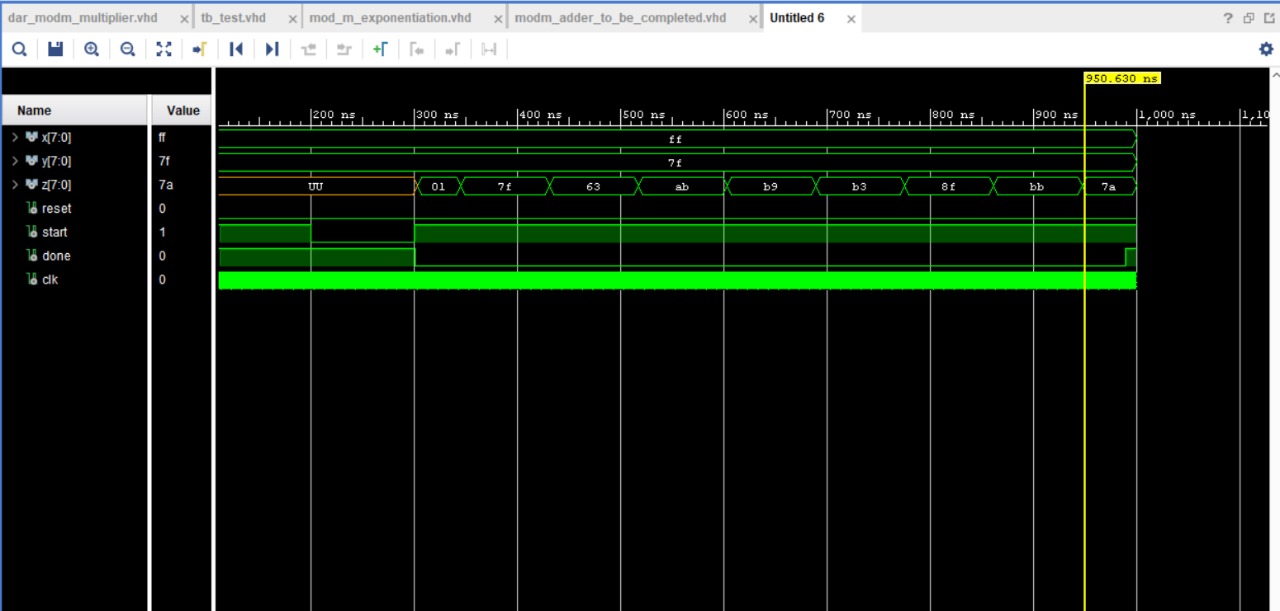 dar_modm_multiplier.vhd × tb_test.vhd × mod_m_exponentiation.vhd × modm_adder_to_be_completed.vhd × Untitled 6 × ?
950.630 ns
Name Value
200 ns 300 ns 400 ns 500 ns 600 ns 700 ns 800 ns 900 ns 1,000 ns 1,10
x[7:0] ff ff
y[7:0] 7f 7f
z[7:0] 7a UU 01 7f 63 ab b9 b3 8f bb 7a
reset 0
start 1
done 0
clk 0